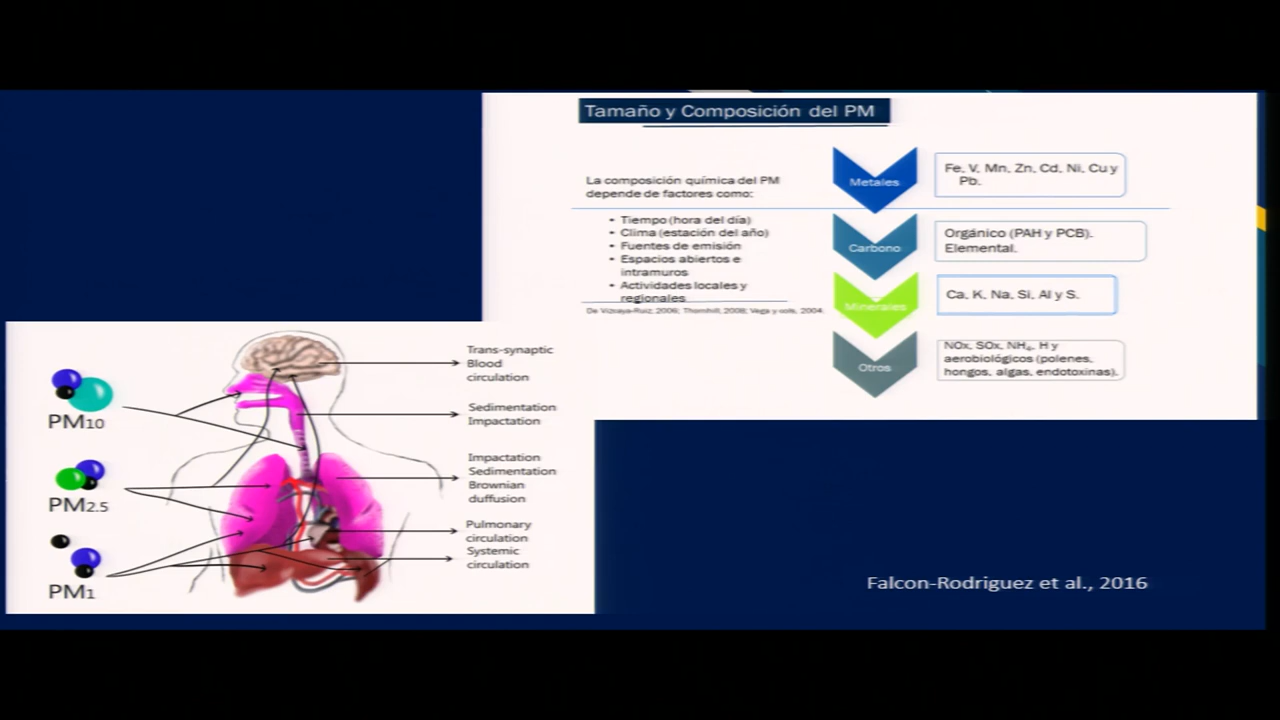 Tamaño y Composición del PM
La composición química del PM
depende de factores como:
• Tiempo (hora del día)
• Clima (estación del año)
• Fuentes de emisión
• Espacios abiertos e
intramuros
• Actividades locales y
regionales
De Vizcaya-Ruiz, 2006; Thornhill, 2008; Vega y cols, 2004
Metales
Fe, V, Mn, Zn, Cd, Ni, Cu y
Pb.
Carbono
Orgánico (PAH y PCB).
Elemental.
Minerales
Ca, K, Na, Si, Al y S.
Otros
NOx, SOx, NH₄, H y
aerobiológicos (polenes,
hongos, algas, endotoxinas).
PM10
PM2.5
PM1
Trans-synaptic
Blood
circulation
Sedimentation
Impactation
Impactation
Sedimentation
Brownian
duffusion
Pulmonary
circulation
Systemic
circulation
Falcon-Rodriguez et al., 2016